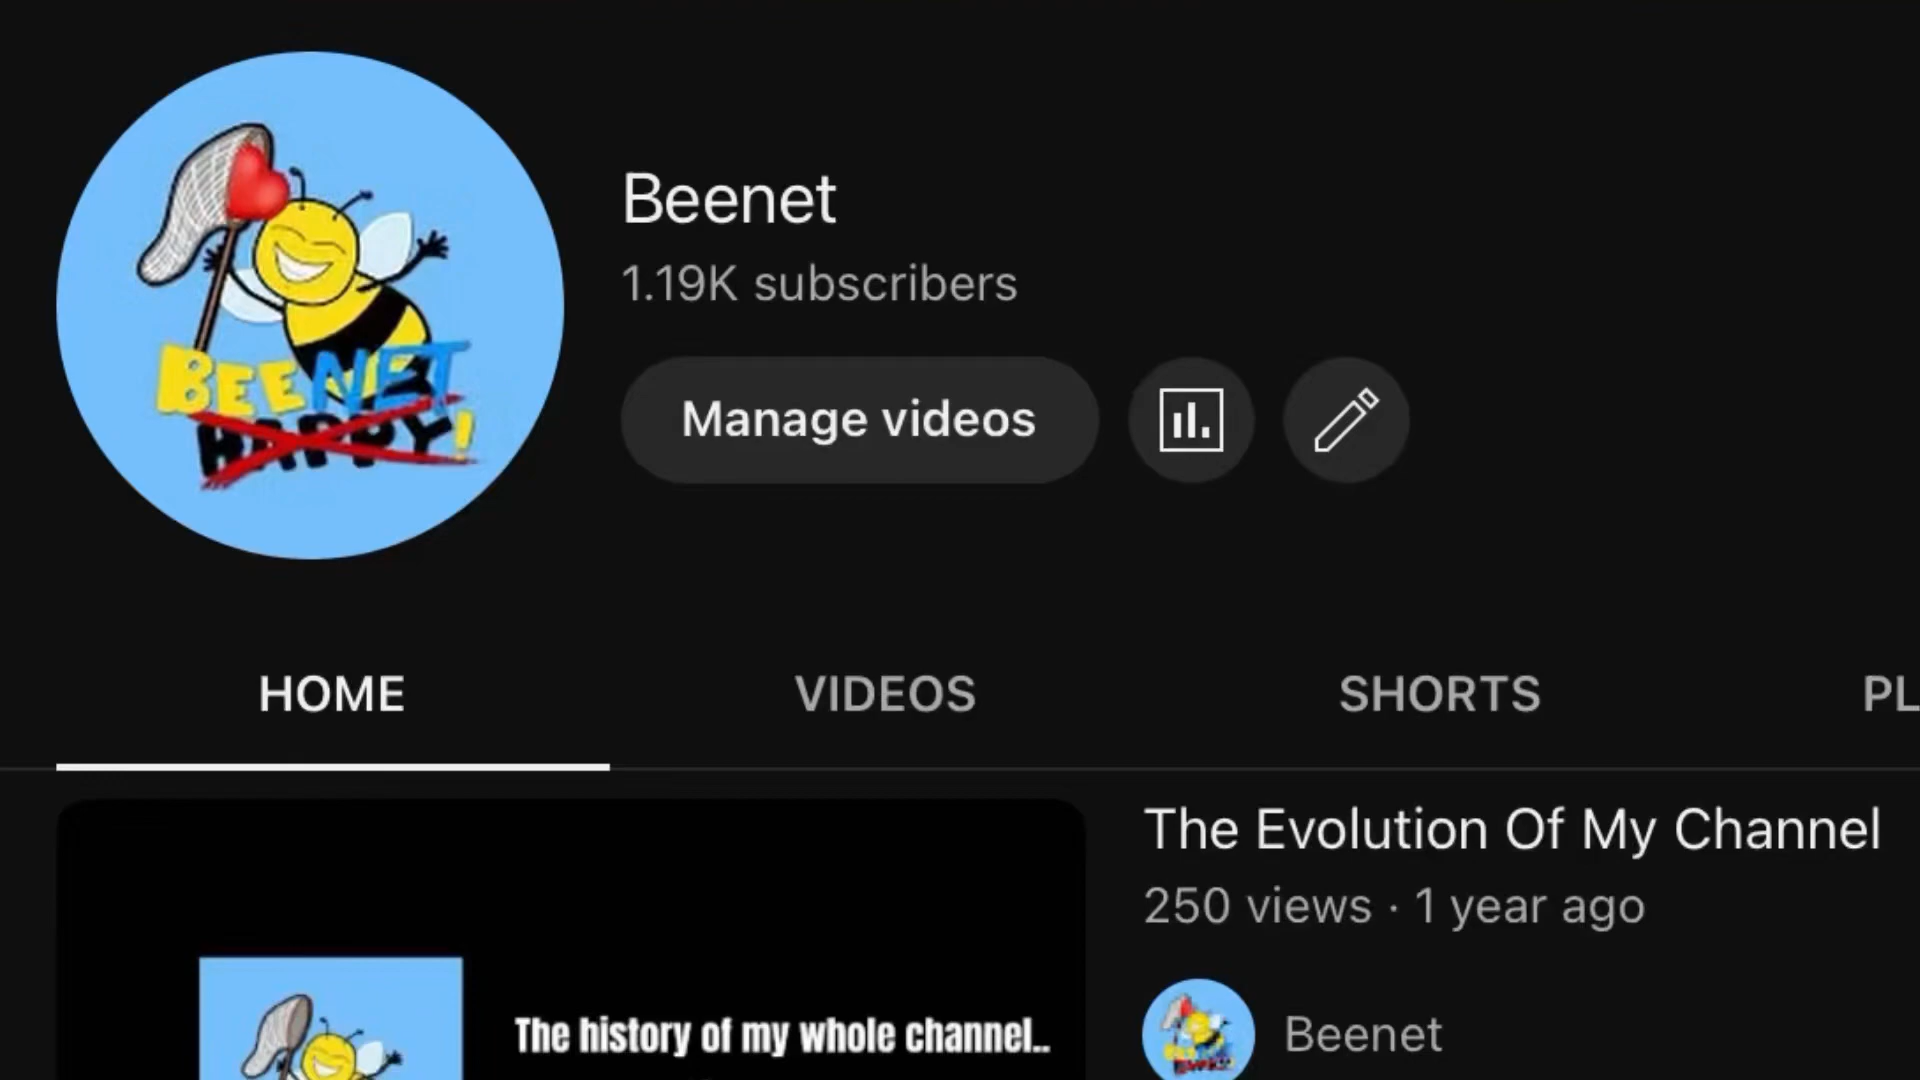 BEENET
HAPPY!
Beenet
1.19K subscribers
Manage videos
HOME
VIDEOS
SHORTS
PL
The Evolution Of My Channel
250 views · 1 year ago
The history of my whole channel..
Beenet